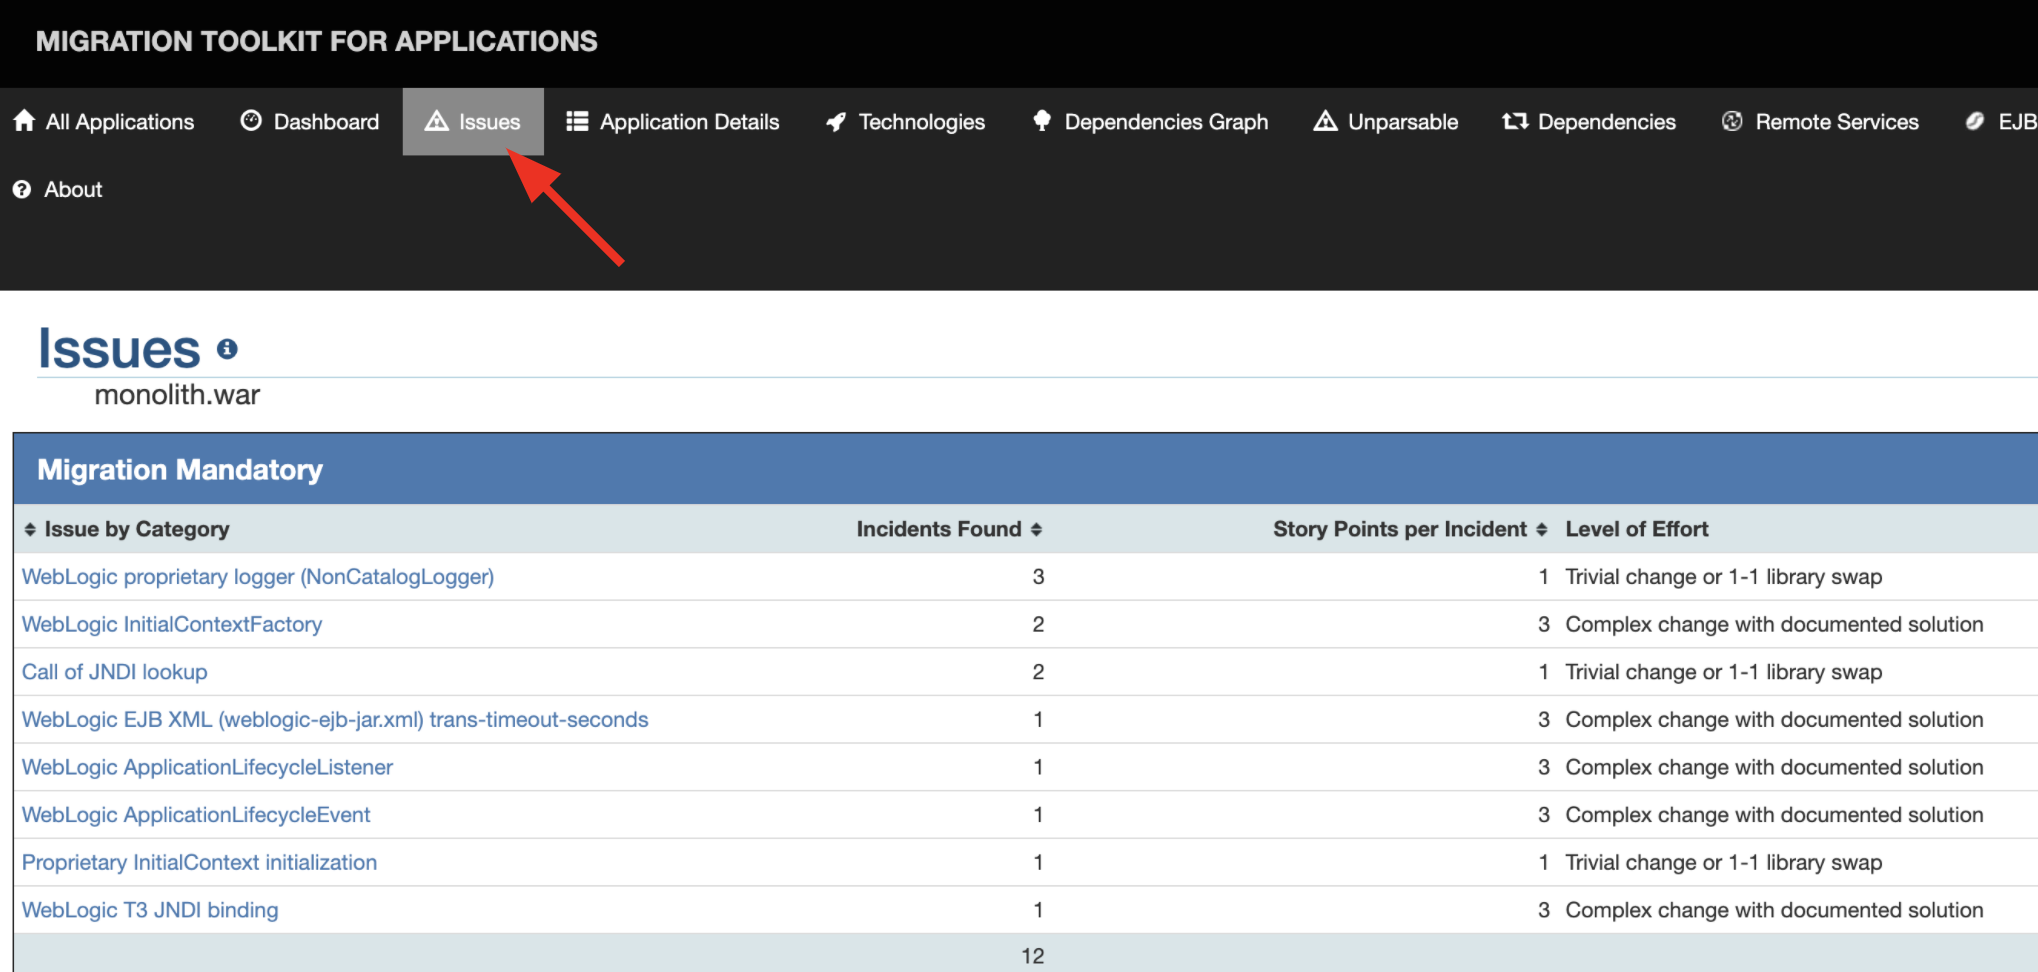 MIGRATION TOOLKIT FOR APPLICATIONS
All Applications Dashboard Issues Application Details Technologies Dependencies Graph Unparsable Dependencies Remote Services EJB
About
Issues
monolith.war
Migration Mandatory
Issue by Category Incidents Found Story Points per Incident Level of Effort
WebLogic proprietary logger (NonCatalogLogger) 3 1 Trivial change or 1-1 library swap
WebLogic InitialContextFactory 2 3 Complex change with documented solution
Call of JNDI lookup 2 1 Trivial change or 1-1 library swap
WebLogic EJB XML (weblogic-ejb-jar.xml) trans-timeout-seconds 1 3 Complex change with documented solution
WebLogic ApplicationLifecycleListener 1 3 Complex change with documented solution
WebLogic ApplicationLifecycleEvent 1 3 Complex change with documented solution
Proprietary InitialContext initialization 1 1 Trivial change or 1-1 library swap
WebLogic T3 JNDI binding 1 3 Complex change with documented solution
12